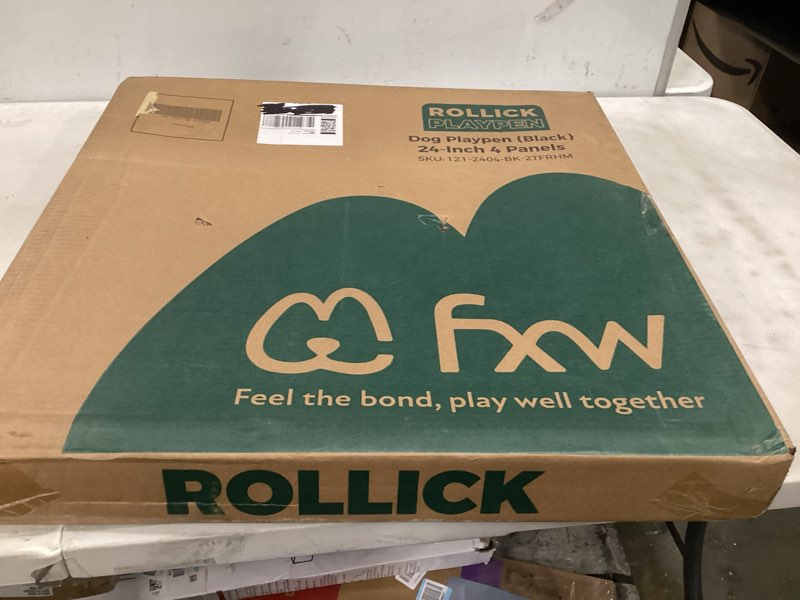 ROLLICK
PLAYPEN
Dog Playpen (Black)
24-Inch 4 Panels
SKU: 121-2404-BK-2TFRHM
fxw
Feel the bond, play well together
ROLLICK